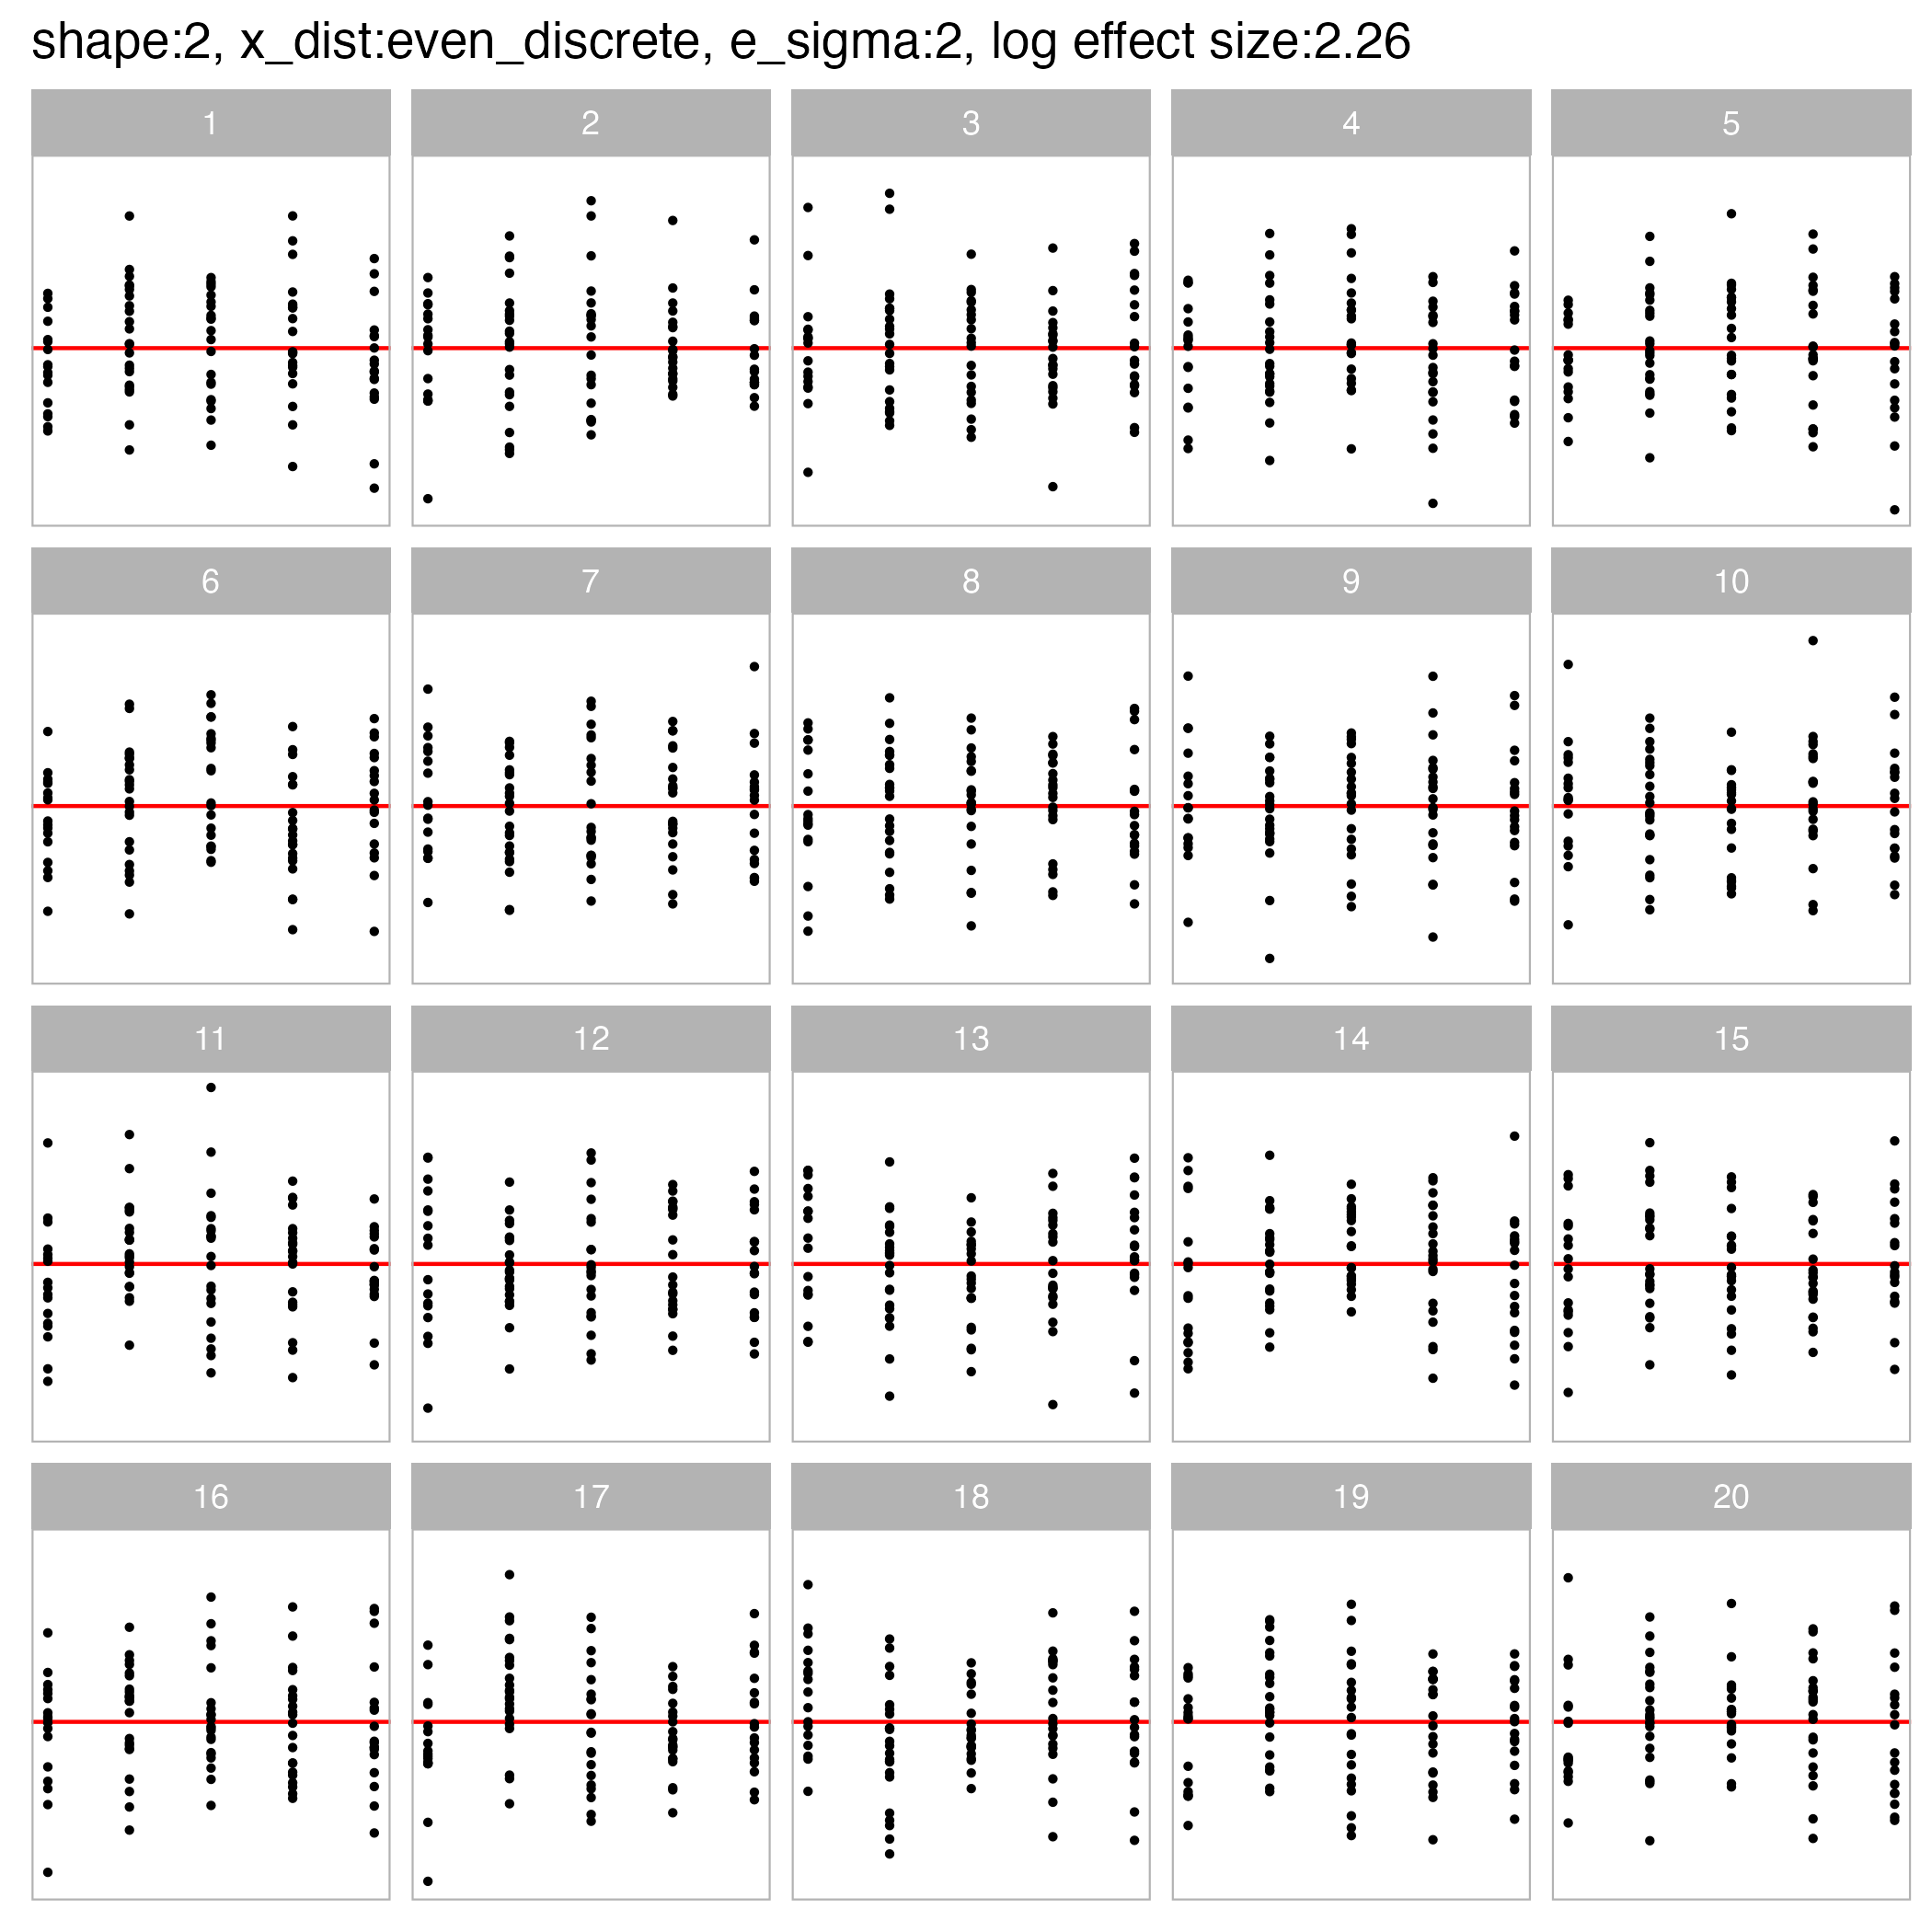 shape:2, x_dist:even_discrete, e_sigma:2, log effect size:2.26
1 2 3 4 5
6 7 8 9 10
11 12 13 14 15
16 17 18 19 20